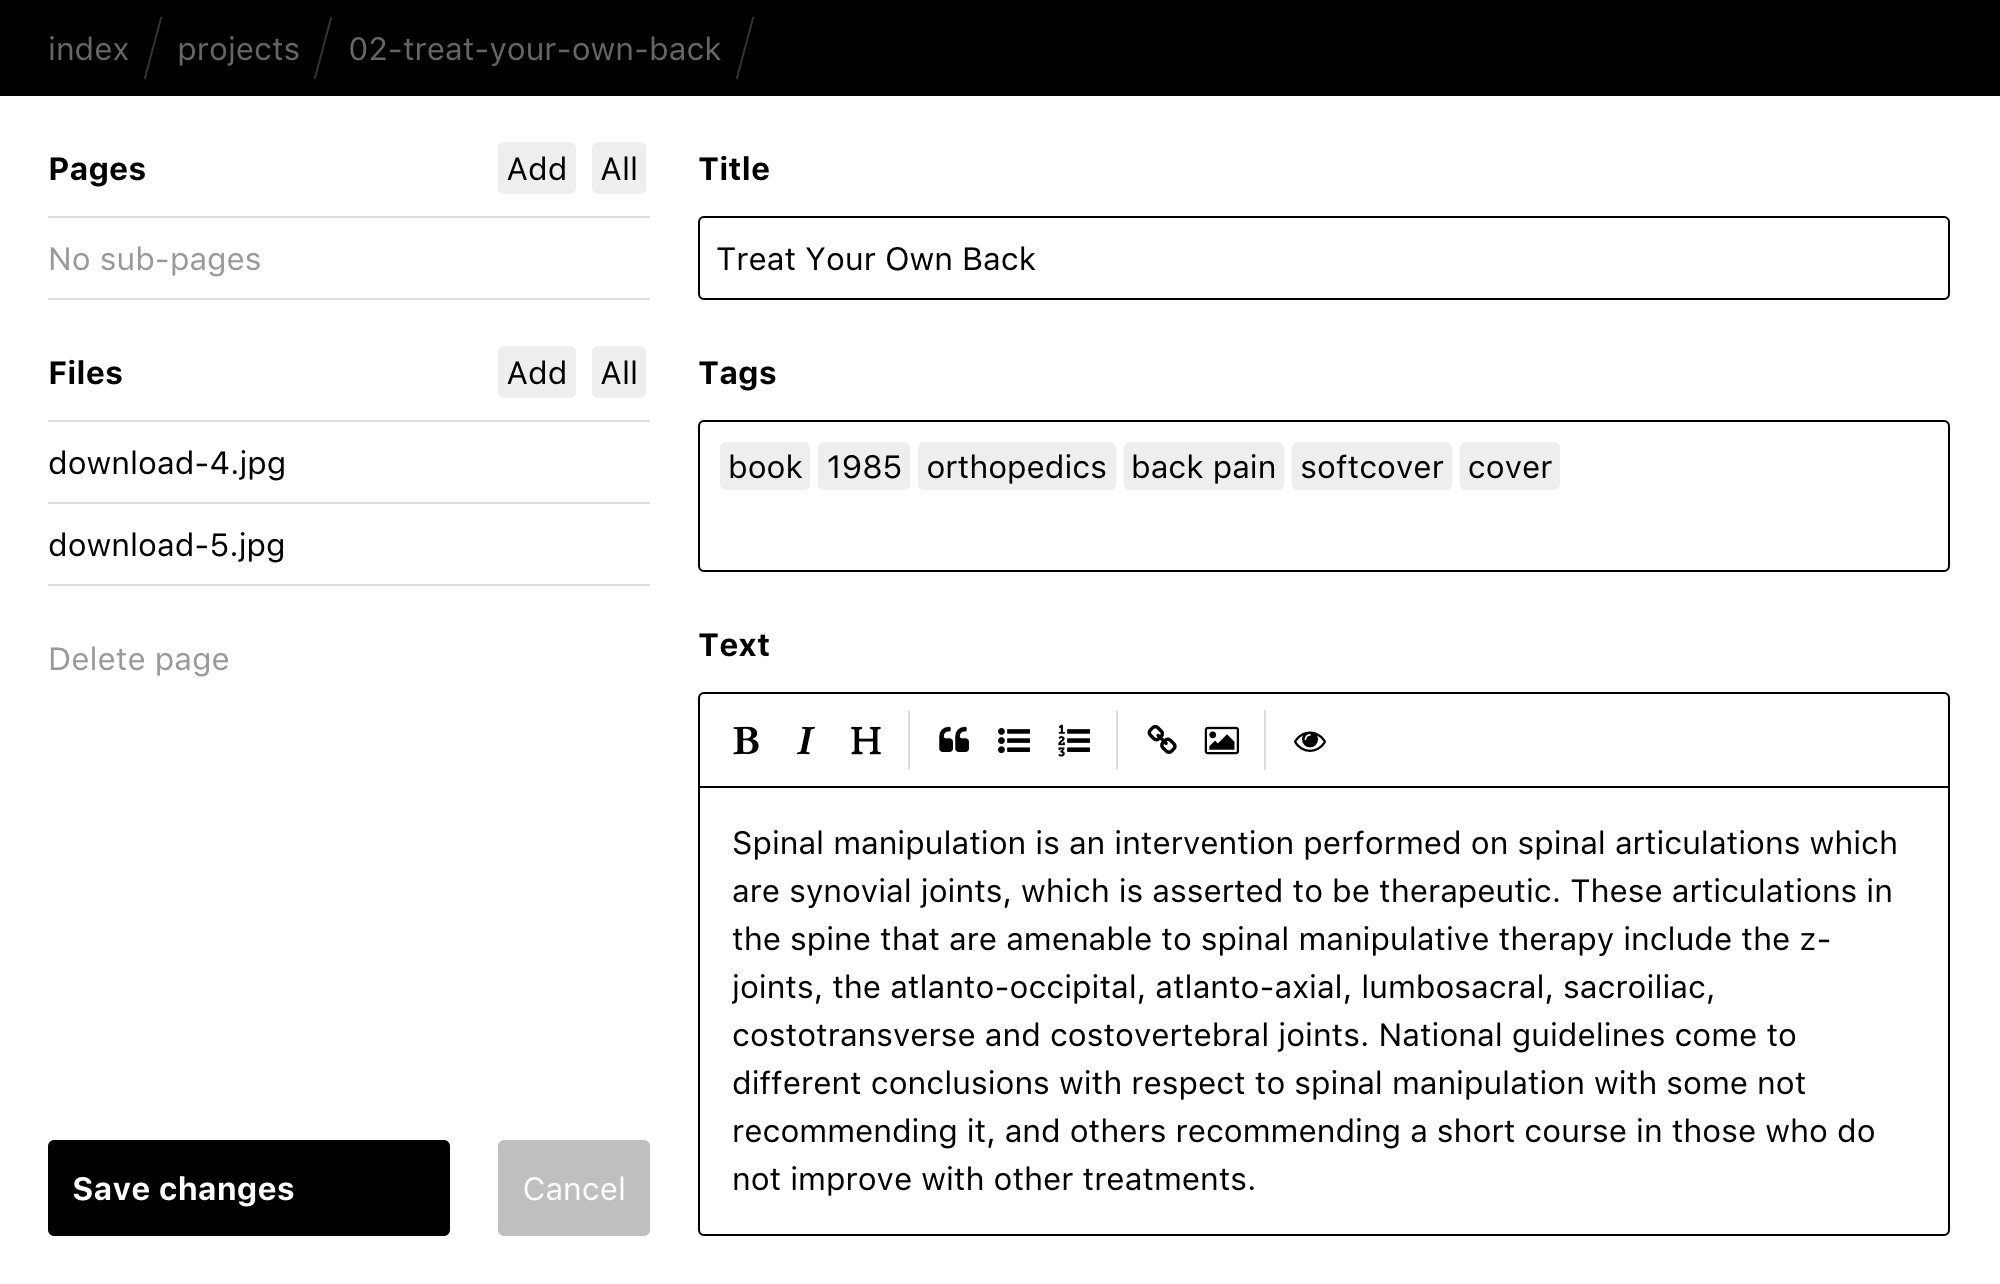 index / projects / 02-treat-your-own-back /
Pages Add All
No sub-pages
Files Add All
download-4.jpg
download-5.jpg
Delete page
Save changes Cancel
Title
Treat Your Own Back
Tags
book 1985 orthopedics back pain softcover cover
Text
B I H
Spinal manipulation is an intervention performed on spinal articulations which
are synovial joints, which is asserted to be therapeutic. These articulations in
the spine that are amenable to spinal manipulative therapy include the z-
joints, the atlanto-occipital, atlanto-axial, lumbosacral, sacroiliac,
costotransverse and costovertebral joints. National guidelines come to
different conclusions with respect to spinal manipulation with some not
recommending it, and others recommending a short course in those who do
not improve with other treatments.